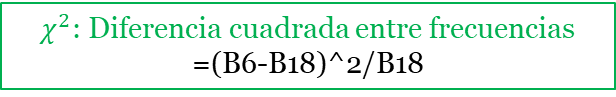 χ²: Diferencia cuadrada entre frecuencias
=(B6-B18)^2/B18